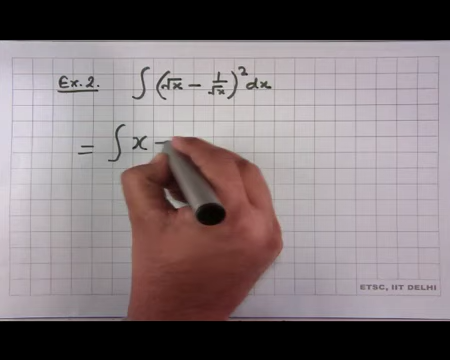 Ex. 2. ∫ (√x − 1/√x)² dx
= ∫ x −
ETSC, IIT DELHI